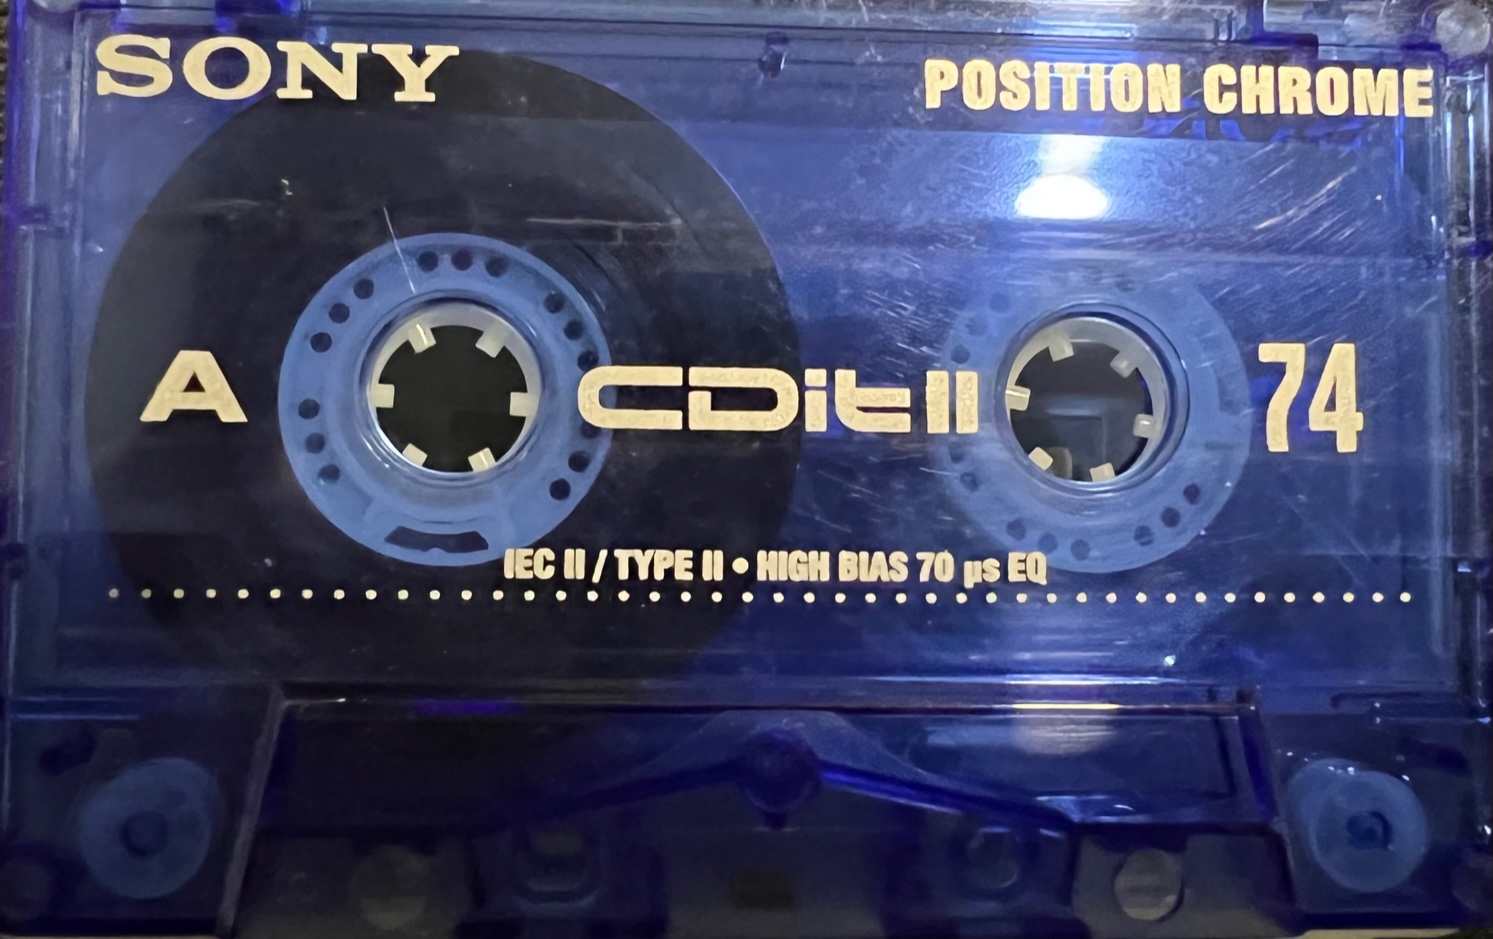 SONY
POSITION CHROME
A
CDit II
74
IEC II / TYPE II • HIGH BIAS 70 µs EQ